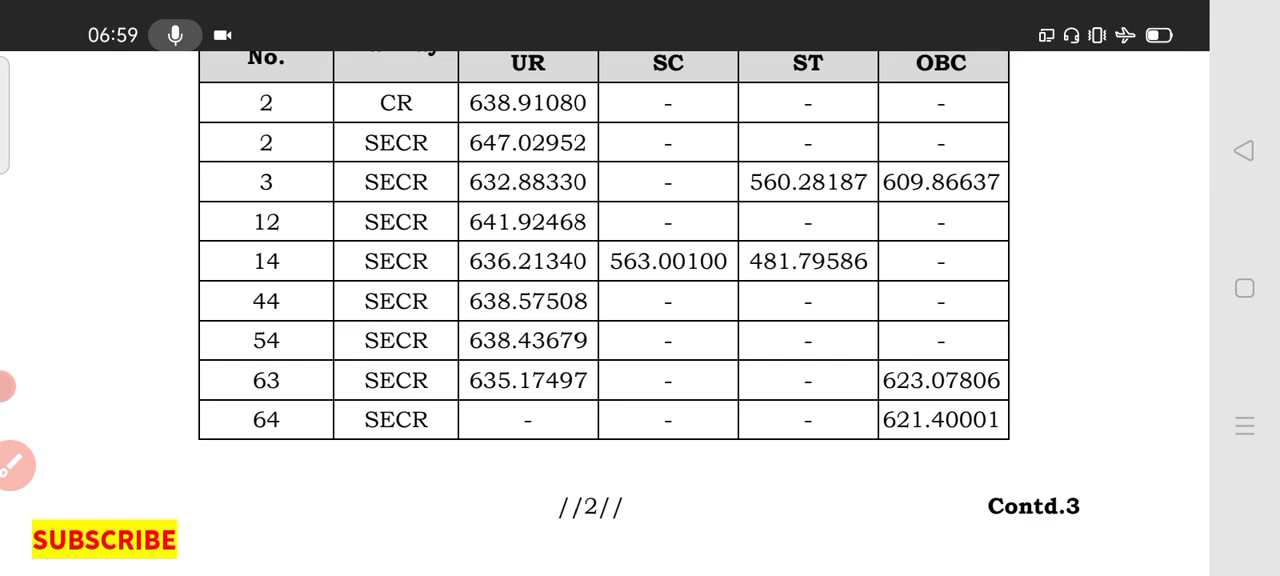 06:59
No.
UR SC ST OBC
2 CR 638.91080 - - -
2 SECR 647.02952 - - -
3 SECR 632.88330 - 560.28187 609.86637
12 SECR 641.92468 - - -
14 SECR 636.21340 563.00100 481.79586 -
44 SECR 638.57508 - - -
54 SECR 638.43679 - - -
63 SECR 635.17497 - - 623.07806
64 SECR - - - 621.40001
//2// Contd.3
SUBSCRIBE